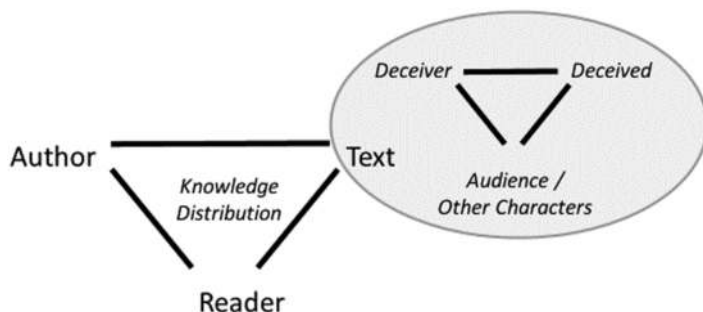 Deceiver
Deceived
Author
Text
Knowledge
Distribution
Audience /
Other Characters
Reader